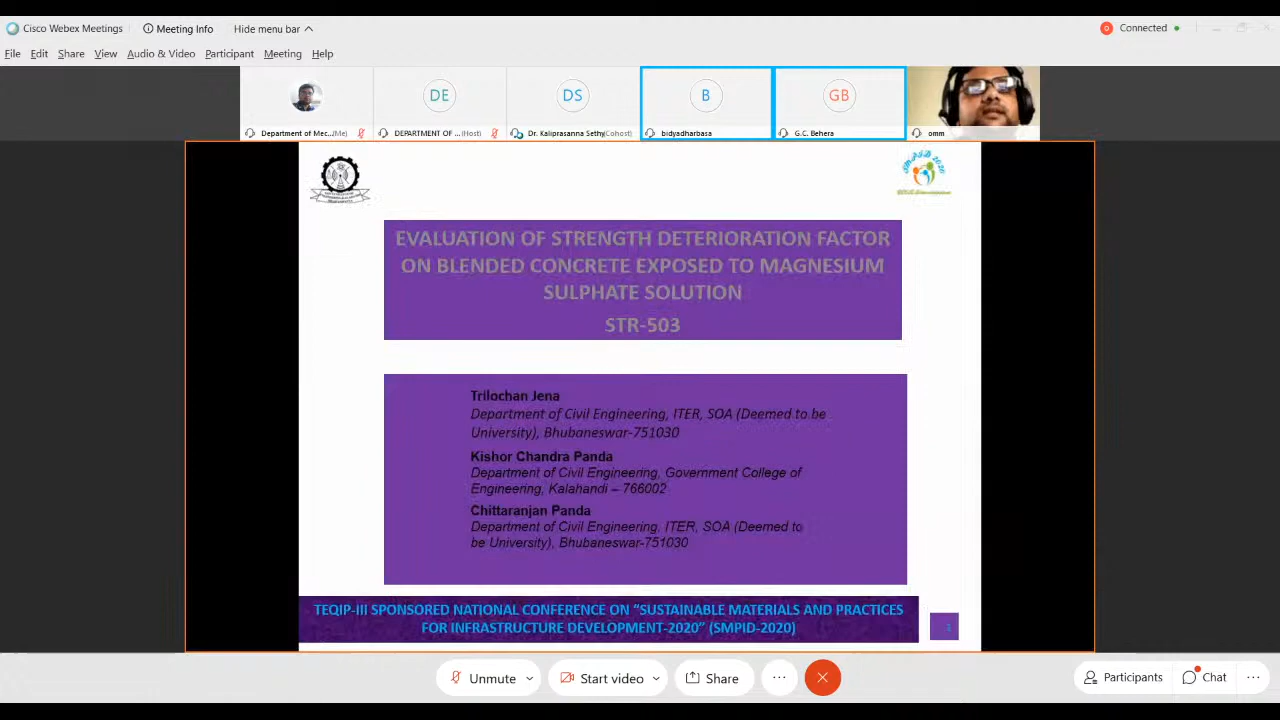 Cisco Webex Meetings
Meeting Info
Hide menu bar
Connected
File Edit Share View Audio & Video Participant Meeting Help
DE
DS
B
GB
Department of Mec...(Me)
DEPARTMENT OF ...(Host)
Dr. Kaliprasanna Sethy(Cohost)
bidyadharbasa
G.C. Behera
omm
SMPID 2020
EVALUATION OF STRENGTH DETERIORATION FACTOR
ON BLENDED CONCRETE EXPOSED TO MAGNESIUM
SULPHATE SOLUTION
STR-503
Trilochan Jena
Department of Civil Engineering, ITER, SOA (Deemed to be
University), Bhubaneswar-751030
Kishor Chandra Panda
Department of Civil Engineering, Government College of
Engineering, Kalahandi – 766002
Chittaranjan Panda
Department of Civil Engineering, ITER, SOA (Deemed to
be University), Bhubaneswar-751030
TEQIP-III SPONSORED NATIONAL CONFERENCE ON “SUSTAINABLE MATERIALS AND PRACTICES
FOR INFRASTRUCTURE DEVELOPMENT-2020” (SMPID-2020)
Unmute
Start video
Share
Participants
Chat